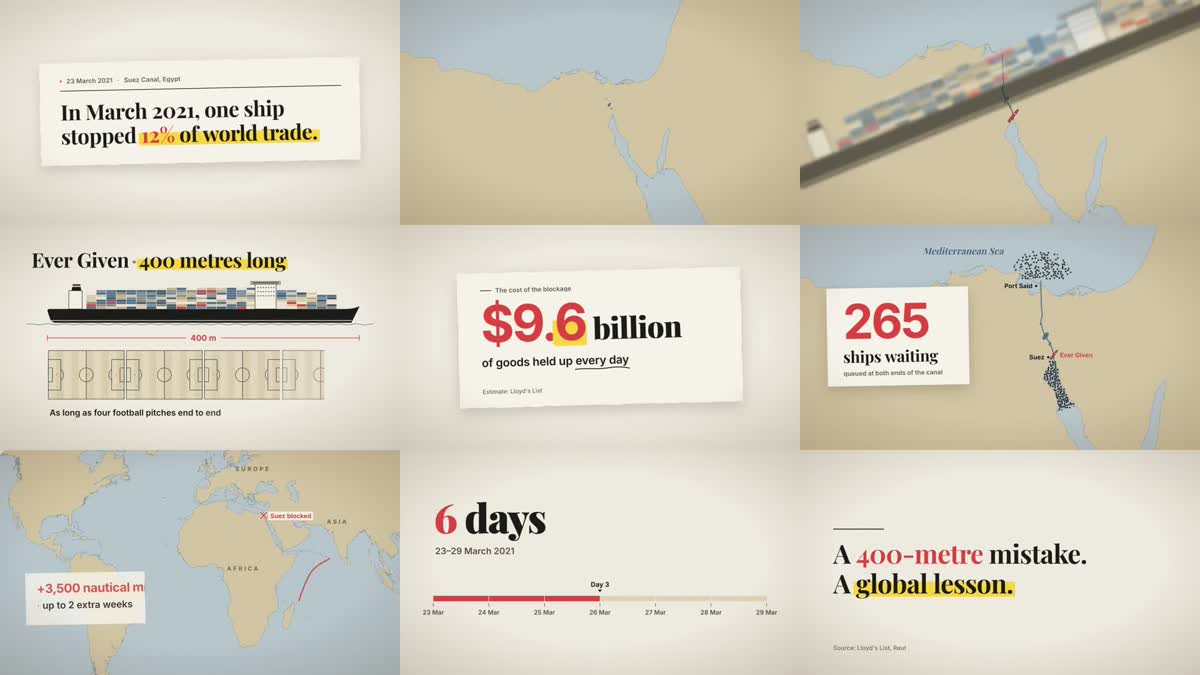 23 March 2021 · Suez Canal, Egypt
In March 2021, one ship
stopped 12% of world trade.
Ever Given · 400 metres long
400 m
As long as four football pitches end to end
The cost of the blockage
$9.6 billion
of goods held up every day
Estimate: Lloyd's List
Mediterranean Sea
Port Said
265
ships waiting
queued at both ends of the canal
Suez
Ever Given
EUROPE
Suez blocked
ASIA
AFRICA
+3,500 nautical m
· up to 2 extra weeks
6 days
23–29 March 2021
Day 3
23 Mar 24 Mar 25 Mar 26 Mar 27 Mar 28 Mar 29 Mar
A 400-metre mistake.
A global lesson.
Source: Lloyd's List, Reut